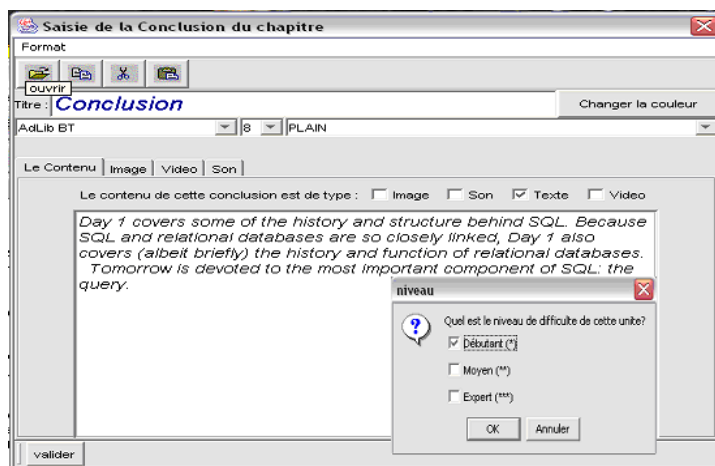 Saisie de la Conclusion du chapitre
Format
ouvrir
Titre : Conclusion Changer la couleur
AdLib BT 8 PLAIN
Le Contenu Image Video Son
Le contenu de cette conclusion est de type : Image Son Texte Video
Day 1 covers some of the history and structure behind SQL. Because
SQL and relational databases are so closely linked, Day 1 also
covers (albeit briefly) the history and function of relational databases.
Tomorrow is devoted to the most important component of SQL: the
query.
niveau
Quel est le niveau de difficulte de cette unite?
Débutant (*)
Moyen (**)
Expert (***)
OK Annuler
valider